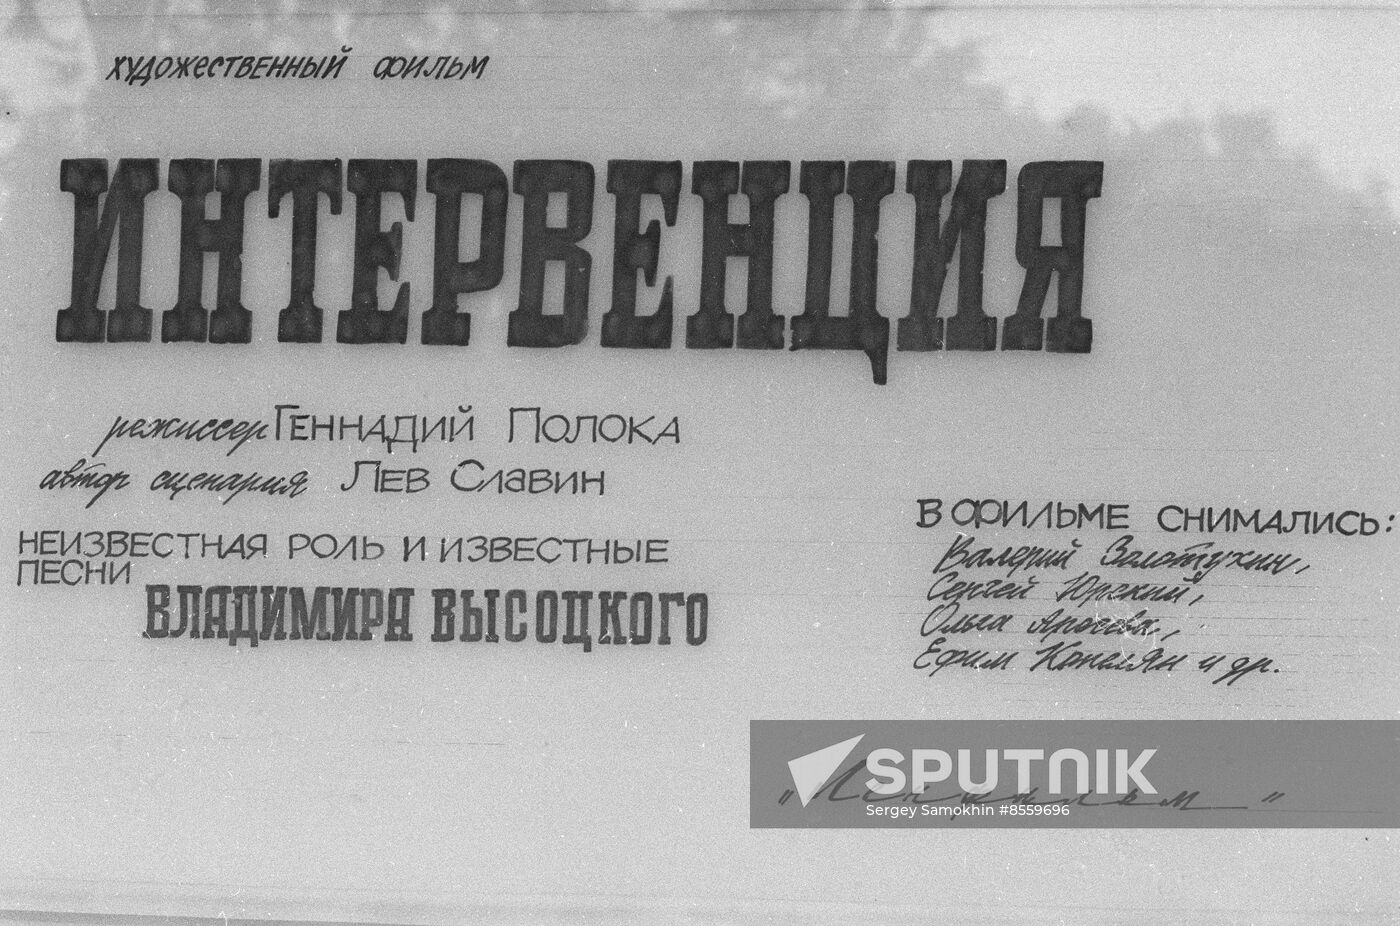 художественный фильм
ИНТЕРВЕНЦИЯ
режиссер ГЕННАДИЙ ПОЛОКА
автор сценария ЛЕВ СЛАВИН
НЕИЗВЕСТНАЯ РОЛЬ И ИЗВЕСТНЫЕ
ПЕСНИ
ВЛАДИМИРА ВЫСОЦКОГО
В ФИЛЬМЕ СНИМАЛИСЬ:
Валерий Золотухин,
Сергей Юрский,
Ольга Аросева,
Ефим Копелян и др.
"Ленфильм"
SPUTNIK
Sergey Samokhin #8559696